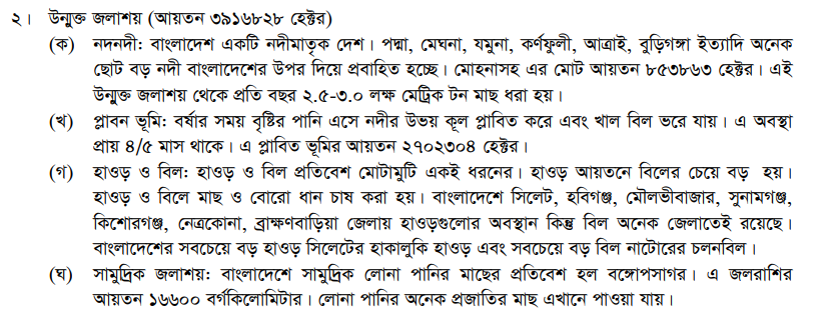 ২। উন্মুক্ত জলাশয় (আয়তন ৩৯১৬৮২৮ হেক্টর)
(ক) নদনদী: বাংলাদেশ একটি নদীমাতৃক দেশ। পদ্মা, মেঘনা, যমুনা, কর্ণফুলী, আত্রাই, বুড়িগঙ্গা ইত্যাদি অনেক
ছোট বড় নদী বাংলাদেশের উপর দিয়ে প্রবাহিত হচ্ছে। মোহনাসহ এর মোট আয়তন ৮৫৩৮৬৩ হেক্টর। এই
উন্মুক্ত জলাশয় থেকে প্রতি বছর ২.৫-৩.০ লক্ষ মেট্রিক টন মাছ ধরা হয়।
(খ) প্লাবন ভূমি: বর্ষার সময় বৃষ্টির পানি এসে নদীর উভয় কূল প্লাবিত করে এবং খাল বিল ভরে যায়। এ অবস্থা
প্রায় ৪/৫ মাস থাকে। এ প্লাবিত ভূমির আয়তন ২৭০২৩০৪ হেক্টর।
(গ) হাওড় ও বিল: হাওড় ও বিল প্রতিবেশ মোটামুটি একই ধরনের। হাওড় আয়তনে বিলের চেয়ে বড় হয়।
হাওড় ও বিলে মাছ ও বোরো ধান চাষ করা হয়। বাংলাদেশে সিলেট, হবিগঞ্জ, মৌলভীবাজার, সুনামগঞ্জ,
কিশোরগঞ্জ, নেত্রকোনা, ব্রাক্ষণবাড়িয়া জেলায় হাওড়গুলোর অবস্থান কিন্তু বিল অনেক জেলাতেই রয়েছে।
বাংলাদেশের সবচেয়ে বড় হাওড় সিলেটের হাকালুকি হাওড় এবং সবচেয়ে বড় বিল নাটোরের চলনবিল।
(ঘ) সামুদ্রিক জলাশয়: বাংলাদেশে সামুদ্রিক লোনা পানির মাছের প্রতিবেশ হল বঙ্গোপসাগর। এ জলরাশির
আয়তন ১৬৬০০ বর্গকিলোমিটার। লোনা পানির অনেক প্রজাতির মাছ এখানে পাওয়া যায়।